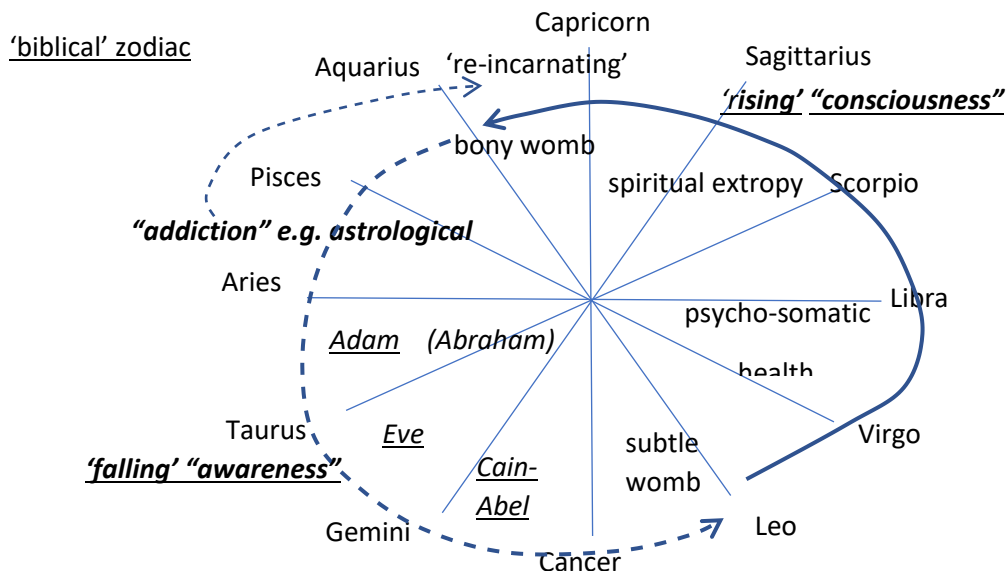 Capricorn
‘biblical’ zodiac
Sagittarius
Aquarius
‘re-incarnating’
‘rising’ “consciousness”
bony womb
Pisces
spiritual extropy
Scorpio
“addiction” e.g. astrological
Aries
Libra
psycho-somatic
Adam (Abraham)
health
Taurus
Eve
Virgo
subtle
womb
‘falling’ “awareness”
Cain-
Abel
Gemini
Leo
Cancer